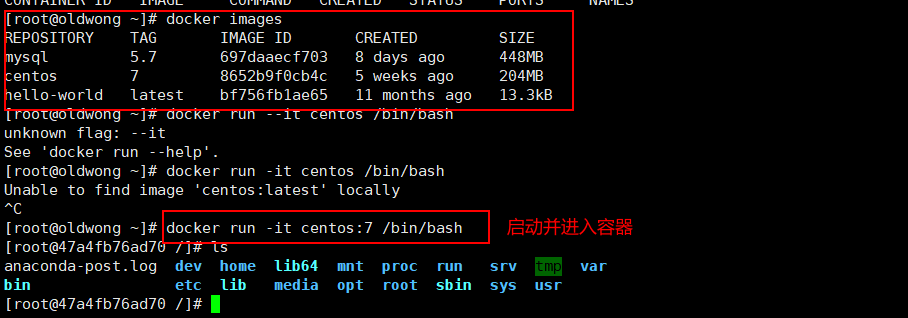 CONTAINER ID   IMAGE     COMMAND   CREATED   STATUS    PORTS     NAMES
[root@oldwong ~]# docker images
REPOSITORY    TAG       IMAGE ID       CREATED         SIZE
mysql         5.7       697daaecf703   8 days ago      448MB
centos        7         8652b9f0cb4c   5 weeks ago     204MB
hello-world   latest    bf756fb1ae65   11 months ago   13.3kB
[root@oldwong ~]# docker run --it centos /bin/bash
unknown flag: --it
See 'docker run --help'.
[root@oldwong ~]# docker run -it centos /bin/bash
Unable to find image 'centos:latest' locally
^C
[root@oldwong ~]# docker run -it centos:7 /bin/bash 启动并进入容器
[root@47a4fb76ad70 /]# ls
anaconda-post.log  dev  home  lib64  mnt  proc  run   srv  tmp  var
bin                etc  lib   media  opt  root  sbin  sys  usr
[root@47a4fb76ad70 /]#